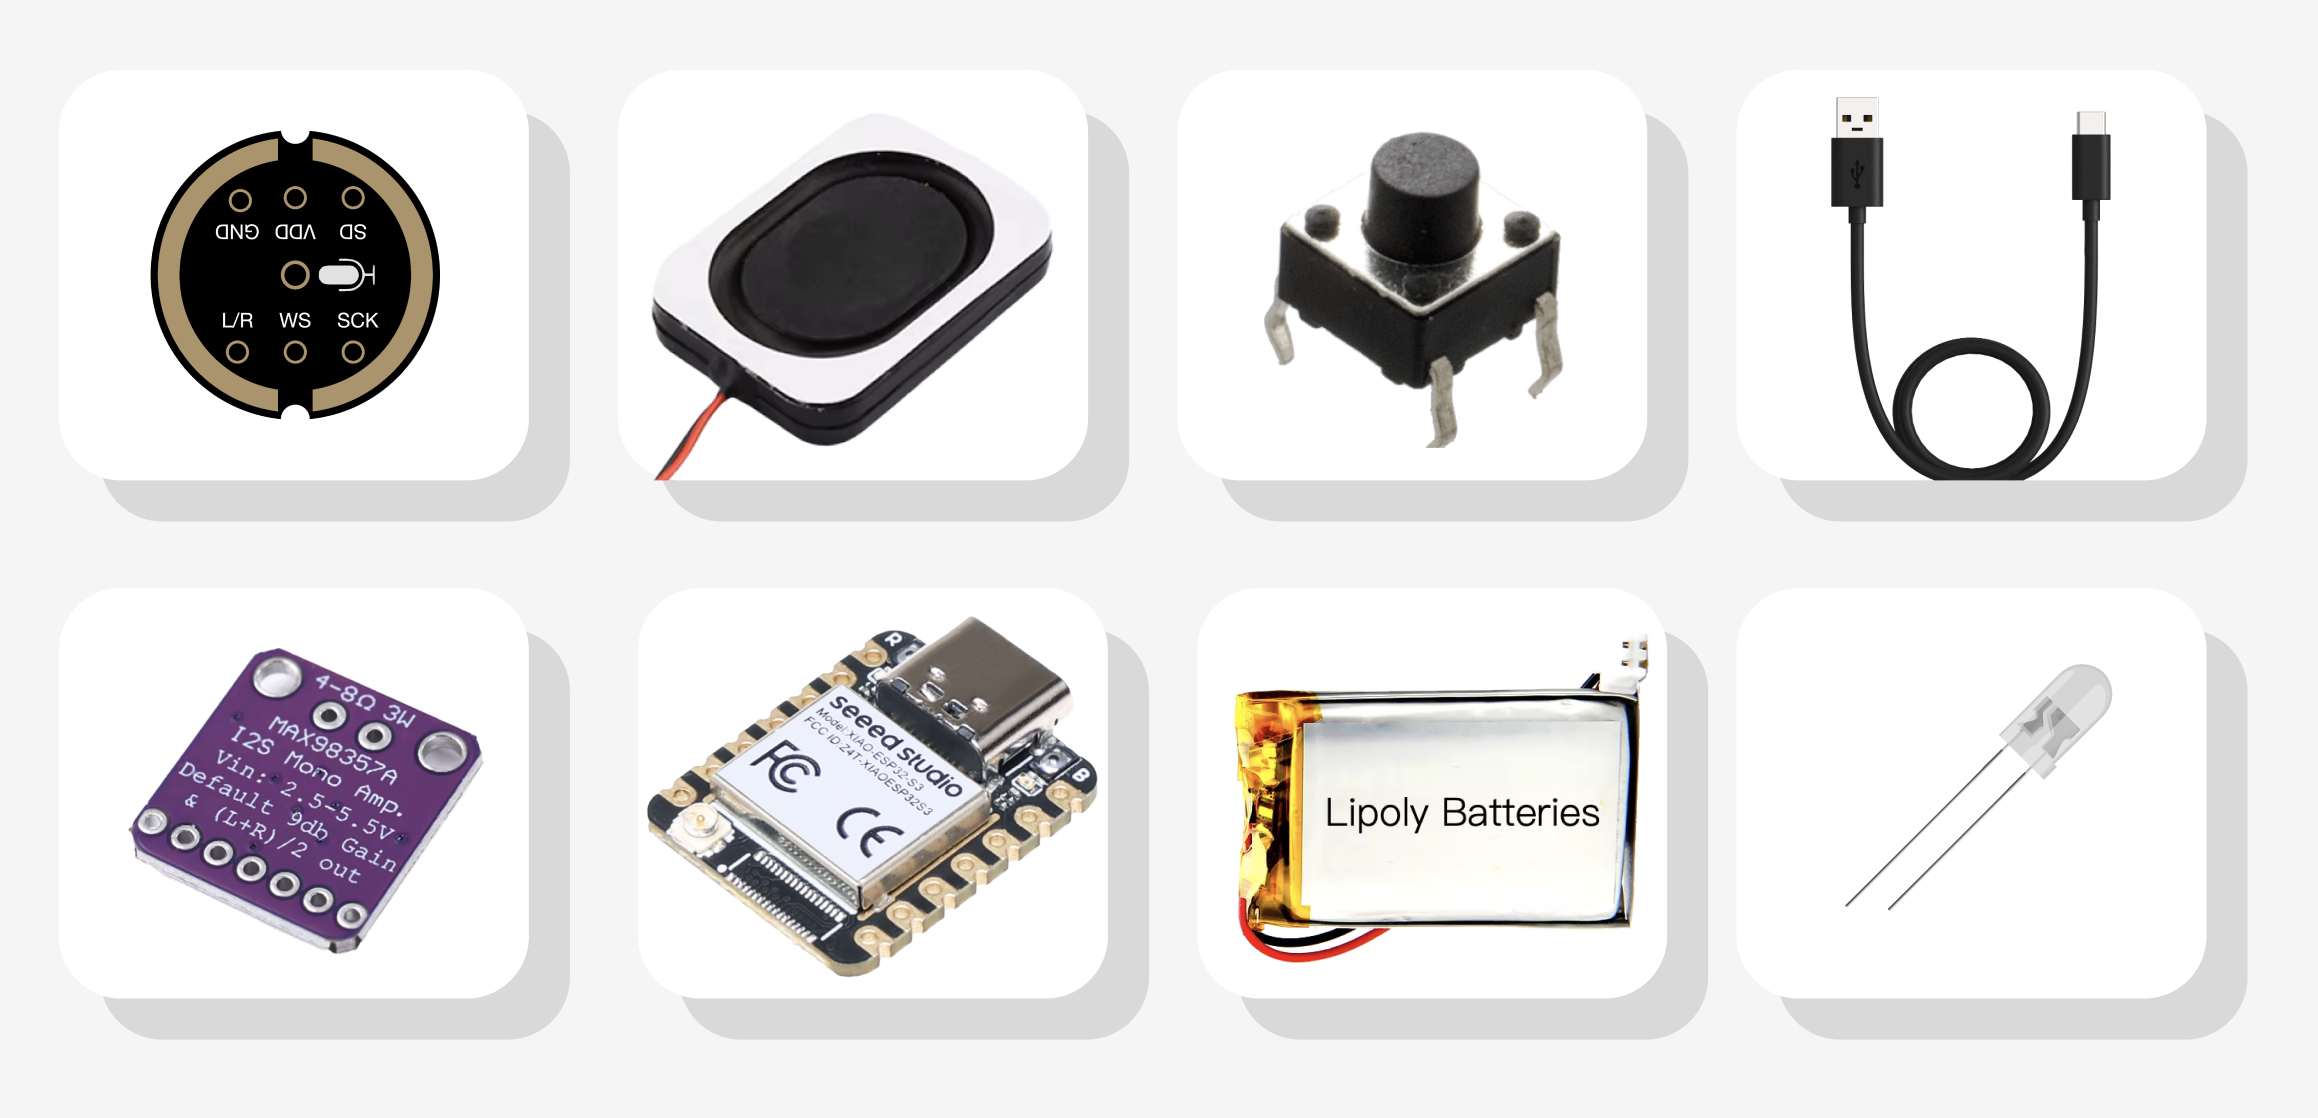 GND VDD SD
L/R WS SCK
4-8Ω 3W
MAX98357A
I2S Mono Amp.
Vin: 2.5-5.5V
Default 9db Gain
& (L+R)/2 out
R
B
seeed studio
Model:XIAO-ESP32-S3
FCC ID:Z4T-XIAOESP32S3
FC
CE
Lipoly Batteries